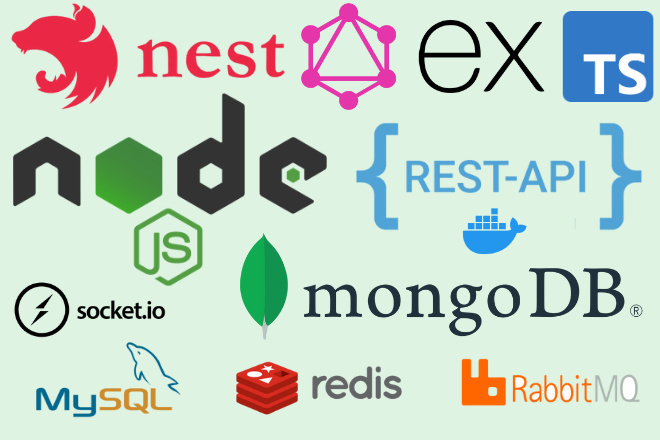 nest
ex
TS
node
JS
{REST-API}
socket.io
mongoDB®
MySQL
redis
RabbitMQ